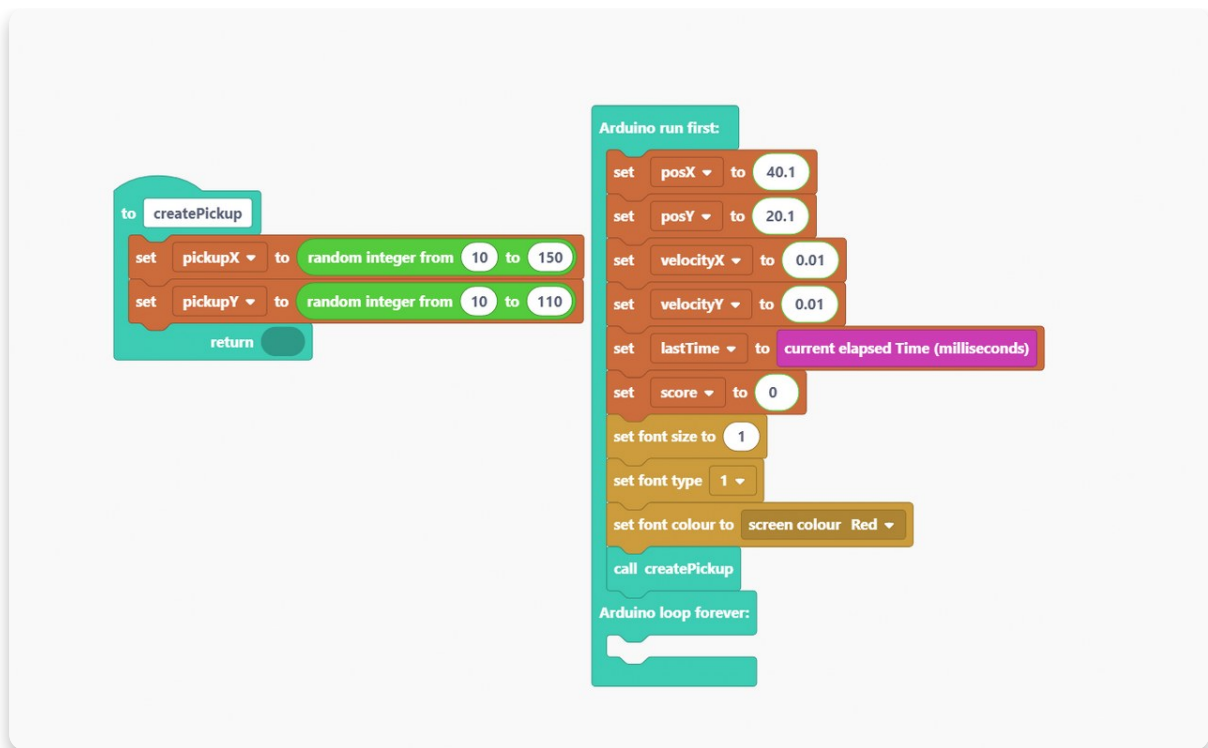 to createPickup
set pickupX to random integer from 10 to 150
set pickupY to random integer from 10 to 110
return
Arduino run first:
set posX to 40.1
set posY to 20.1
set velocityX to 0.01
set velocityY to 0.01
set lastTime to current elapsed Time (milliseconds)
set score to 0
set font size to 1
set font type 1
set font colour to screen colour Red
call createPickup
Arduino loop forever: